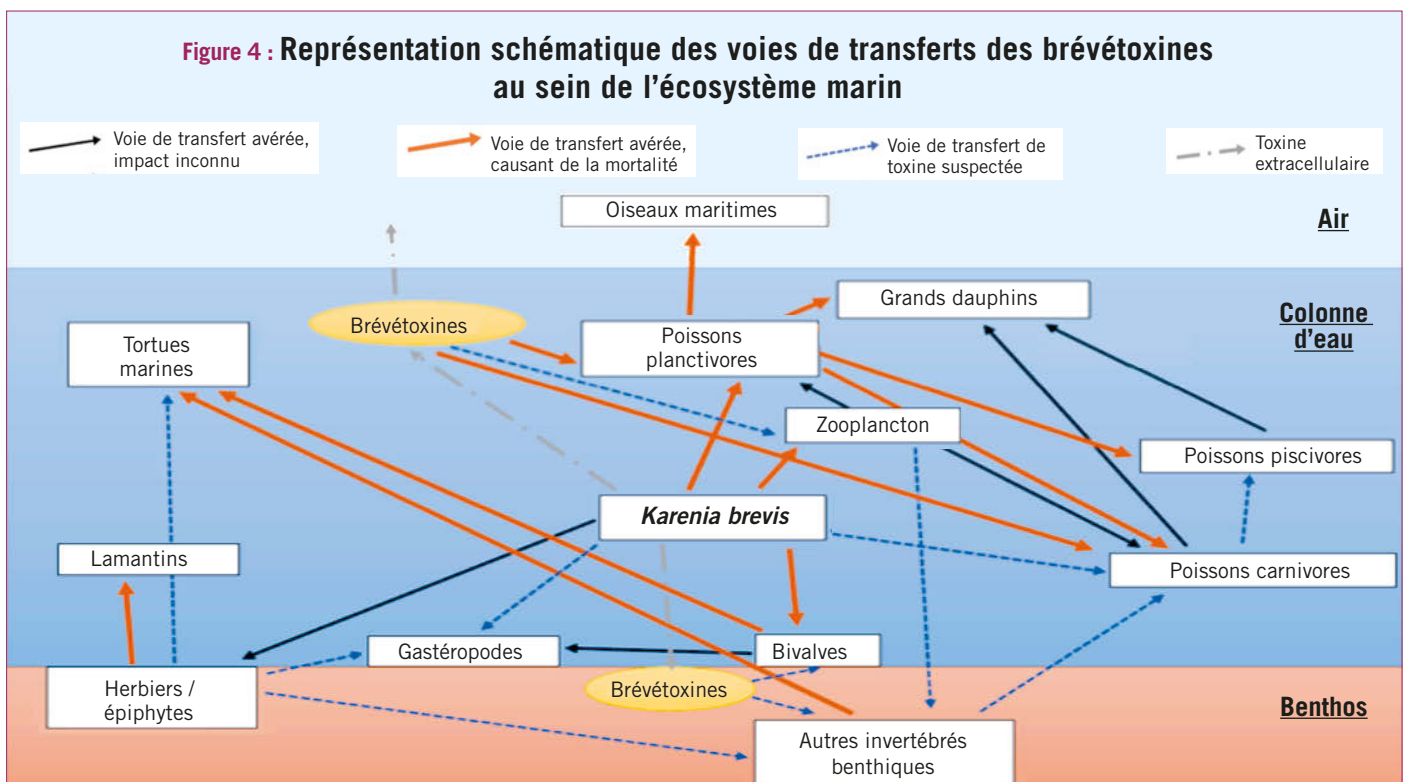 Figure 4 : Représentation schématique des voies de transferts des brévétoxines
au sein de l’écosystème marin
Voie de transfert avérée,
impact inconnu
Voie de transfert avérée,
causant de la mortalité
Voie de transfert de
toxine suspectée
Toxine
extracellulaire
Oiseaux maritimes
Air
Grands dauphins
Colonne
d’eau
Brévétoxines
Poissons
planctivores
Tortues
marines
Zooplancton
Poissons piscivores
Karenia brevis
Lamantins
Poissons carnivores
Gastéropodes
Bivalves
Herbiers /
épiphytes
Brévétoxines
Benthos
Autres invertébrés
benthiques